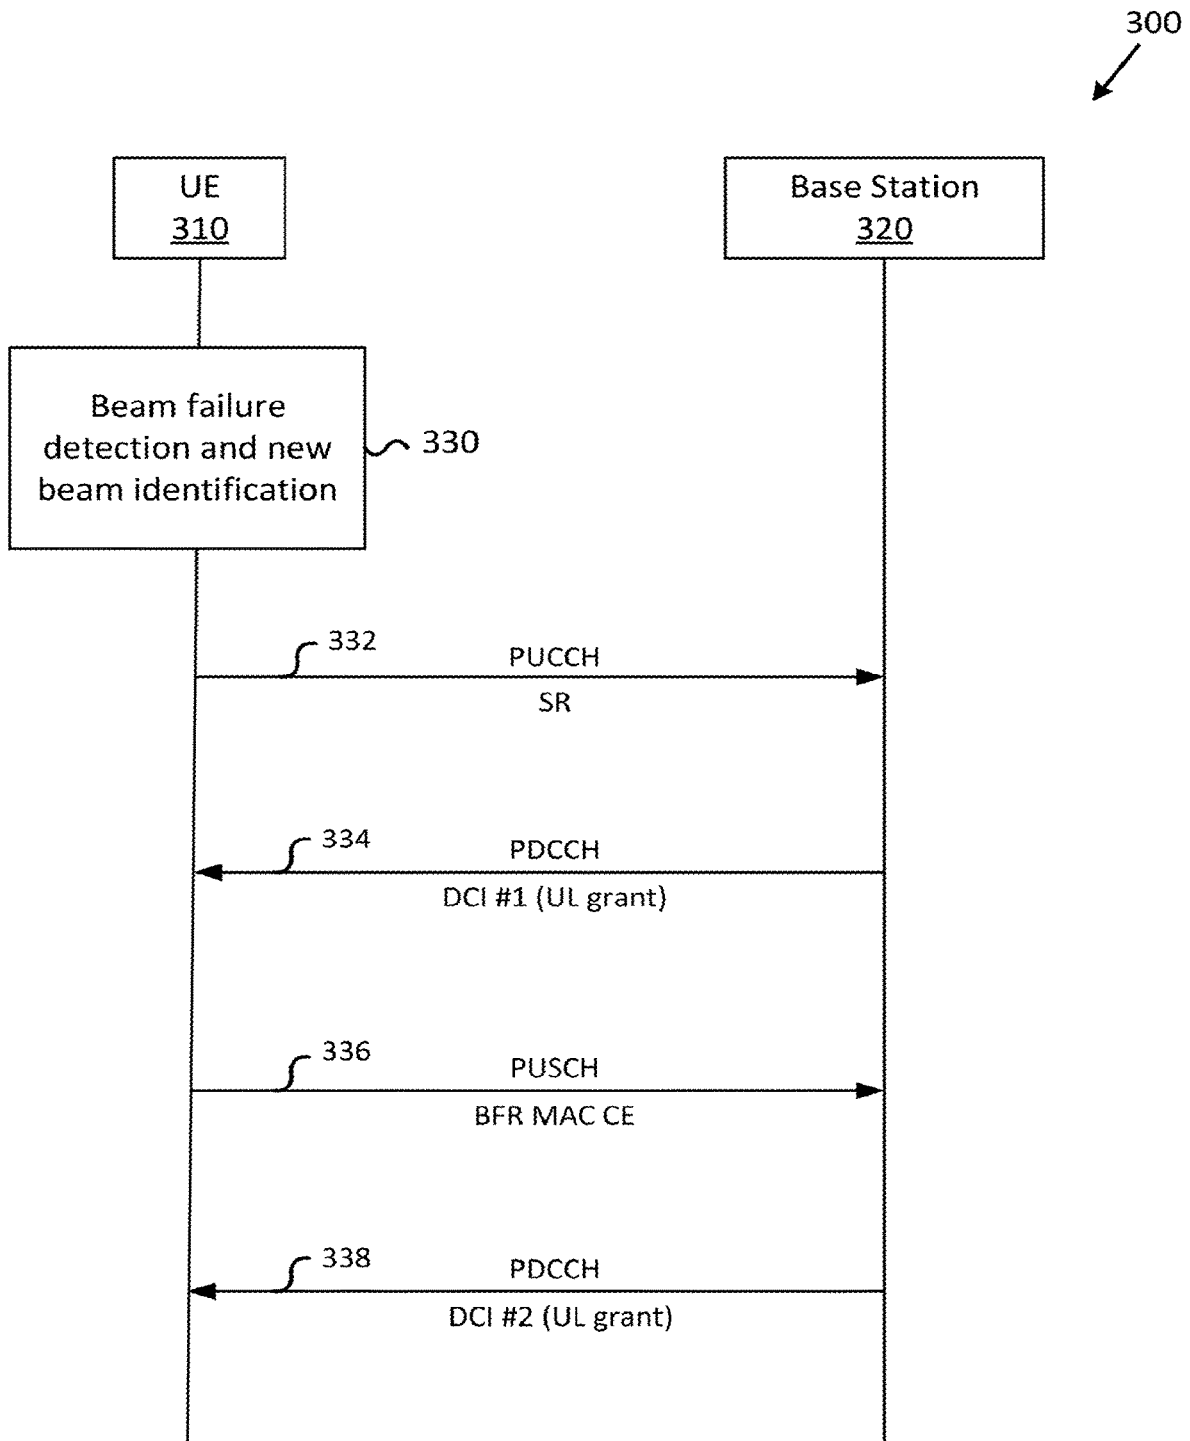 300
UE
310
Base Station
320
Beam failure
detection and new
beam identification
330
332
PUCCH
SR
334
PDCCH
DCI #1 (UL grant)
336
PUSCH
BFR MAC CE
338
PDCCH
DCI #2 (UL grant)